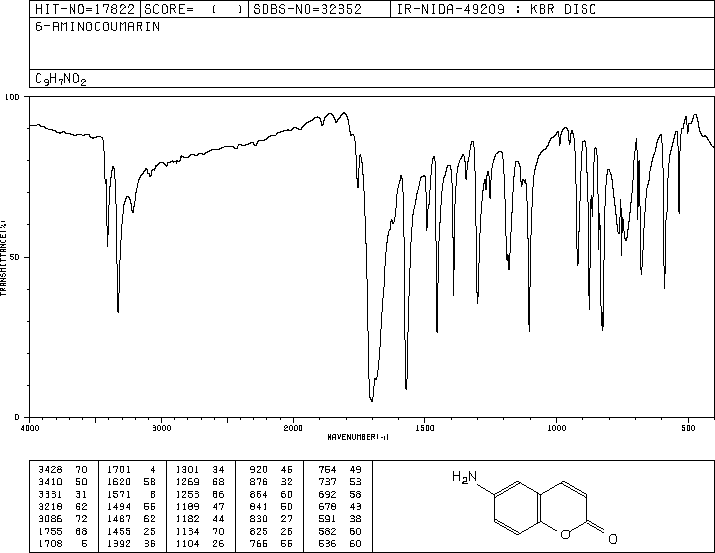 HIT-NO=17822 SCORE= ( ) SDBS-NO=32352 IR-NIDA-49209 : KBR DISC
6-AMINOCOUMARIN
C9H7NO2
100
50
0
TRANSMITTANCE(%)
4000 3000 2000 1500 1000 500
WAVENUMBER(-1)
3428 70 1701 4 1301 34 920 46 754 49
3410 50 1620 58 1269 68 876 32 737 53
3331 31 1571 8 1253 66 864 60 692 58
3218 62 1494 56 1189 47 841 50 678 43
3086 72 1467 62 1182 44 830 27 591 38
1755 68 1455 25 1134 70 825 26 582 60
1708 5 1392 36 1104 26 766 55 536 60
H2N
O
O